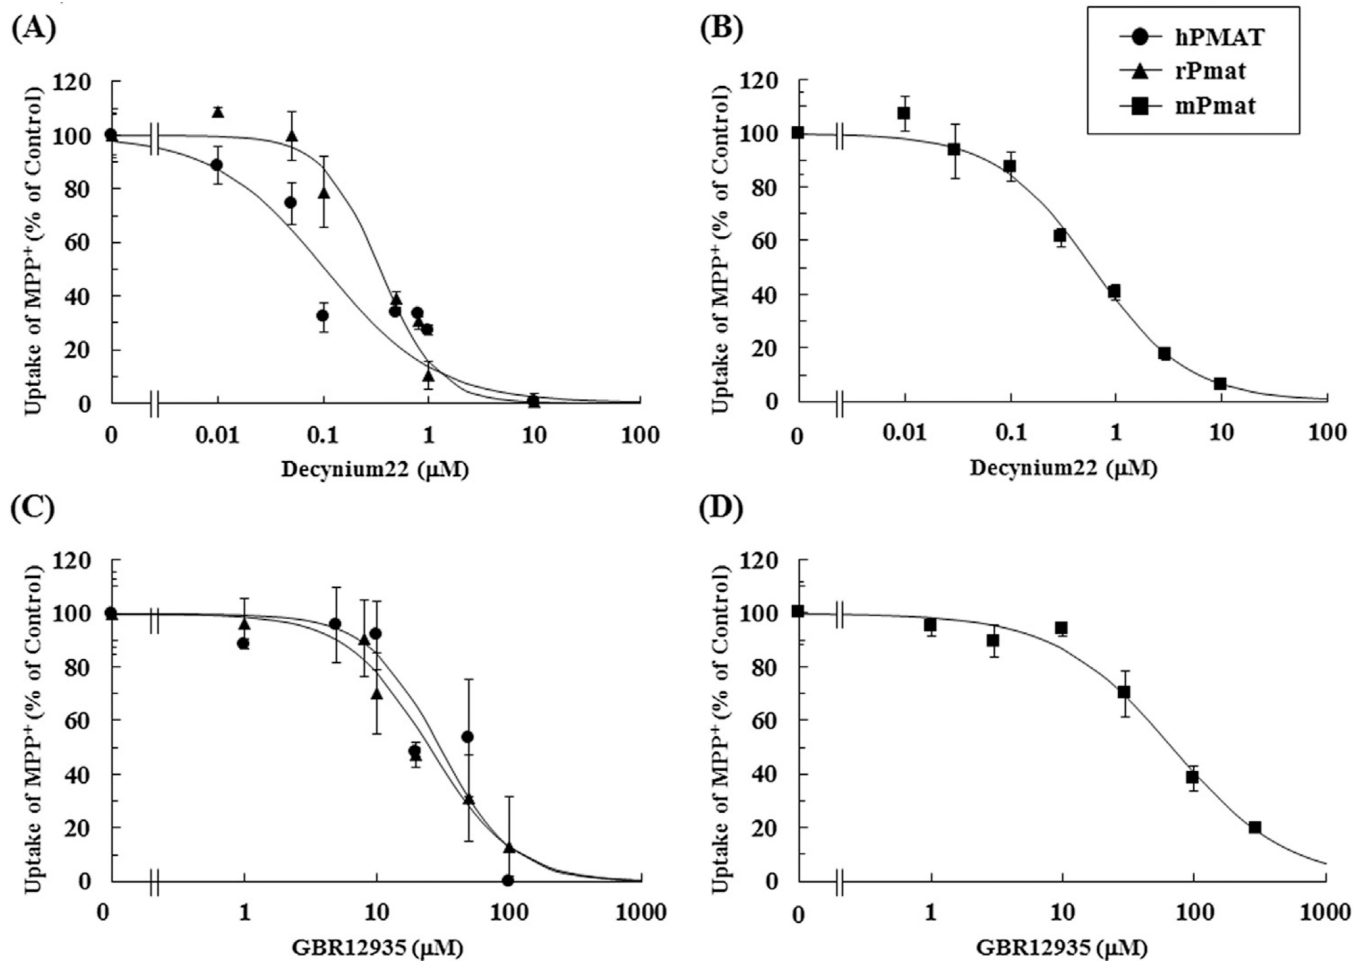 (A)
Uptake of MPP⁺ (% of Control)
120
100
80
60
40
20
0
0 0.01 0.1 1 10 100
Decynium22 (μM)
(B)
hPMAT
rPmat
mPmat
Uptake of MPP⁺ (% of Control)
120
100
80
60
40
20
0
0 0.01 0.1 1 10 100
Decynium22 (μM)
(C)
Uptake of MPP⁺ (% of Control)
120
100
80
60
40
20
0
0 1 10 100 1000
GBR12935 (μM)
(D)
Uptake of MPP⁺ (% of Control)
120
100
80
60
40
20
0
0 1 10 100 1000
GBR12935 (μM)